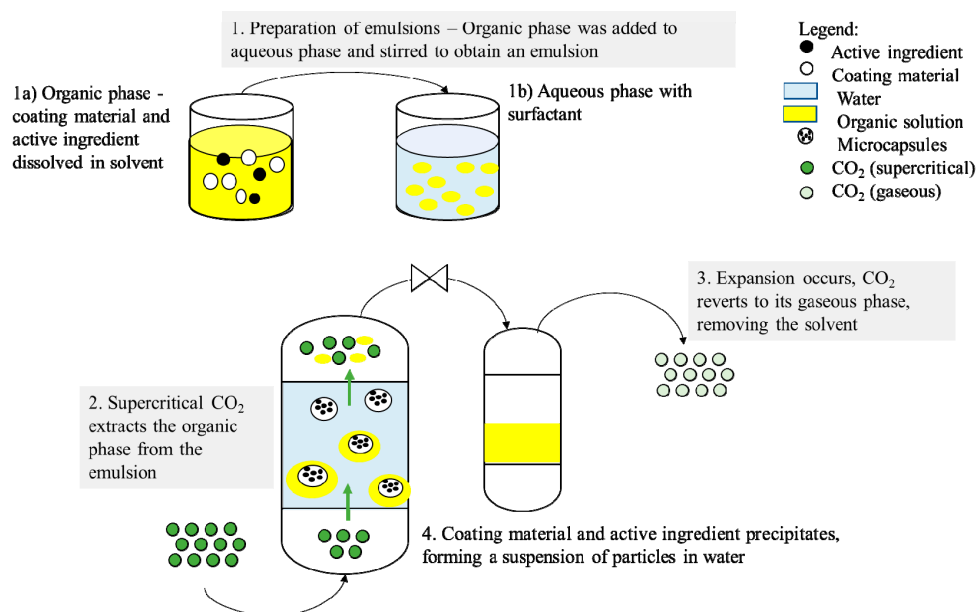 1. Preparation of emulsions – Organic phase was added to
aqueous phase and stirred to obtain an emulsion
1a) Organic phase -
coating material and
active ingredient
dissolved in solvent
1b) Aqueous phase with
surfactant
Legend:
Active ingredient
Coating material
Water
Organic solution
Microcapsules
CO₂ (supercritical)
CO₂ (gaseous)
3. Expansion occurs, CO₂
reverts to its gaseous phase,
removing the solvent
2. Supercritical CO₂
extracts the organic
phase from the
emulsion
4. Coating material and active ingredient precipitates,
forming a suspension of particles in water